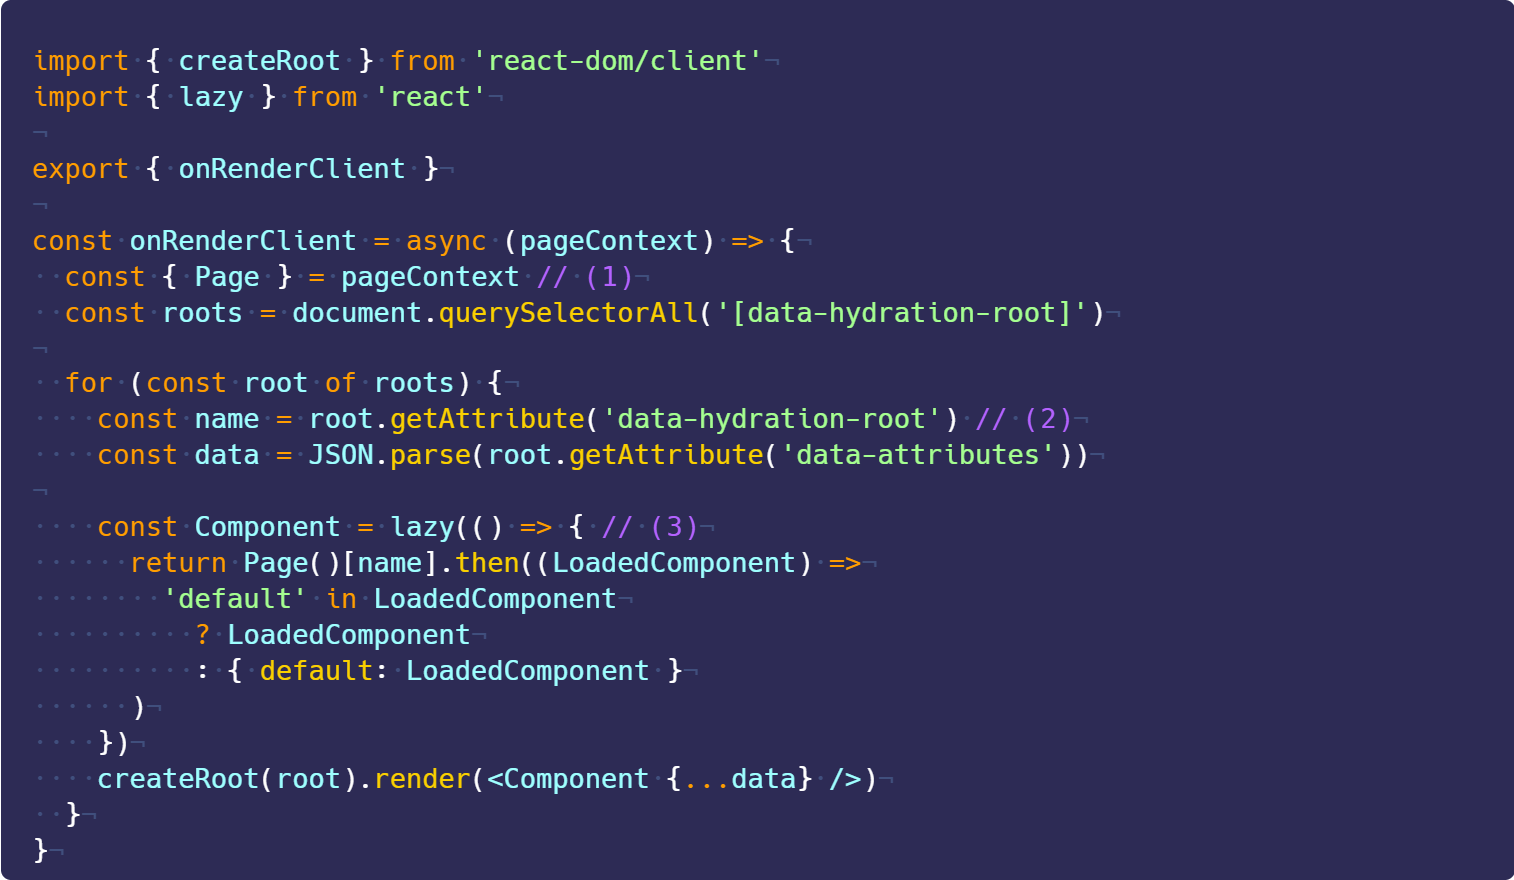 import { createRoot } from 'react-dom/client'
import { lazy } from 'react'

export { onRenderClient }

const onRenderClient = async (pageContext) => {
  const { Page } = pageContext // (1)
  const roots = document.querySelectorAll('[data-hydration-root]')

  for (const root of roots) {
    const name = root.getAttribute('data-hydration-root') // (2)
    const data = JSON.parse(root.getAttribute('data-attributes'))

    const Component = lazy(() => { // (3)
      return Page()[name].then((LoadedComponent) =>
        'default' in LoadedComponent
          ? LoadedComponent
          : { default: LoadedComponent }
      )
    })
    createRoot(root).render(<Component {...data} />)
  }
}